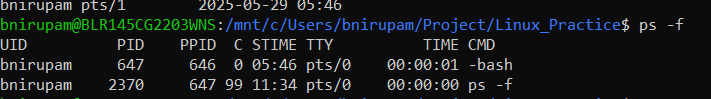 bnirupam pts/1        2025-05-29 05:46
bnirupam@BLR145CG2203WNS:/mnt/c/Users/bnirupam/Project/Linux_Practice$ ps -f
UID        PID  PPID  C STIME TTY          TIME CMD
bnirupam   647   646  0 05:46 pts/0    00:00:01 -bash
bnirupam  2370   647 99 11:34 pts/0    00:00:00 ps -f